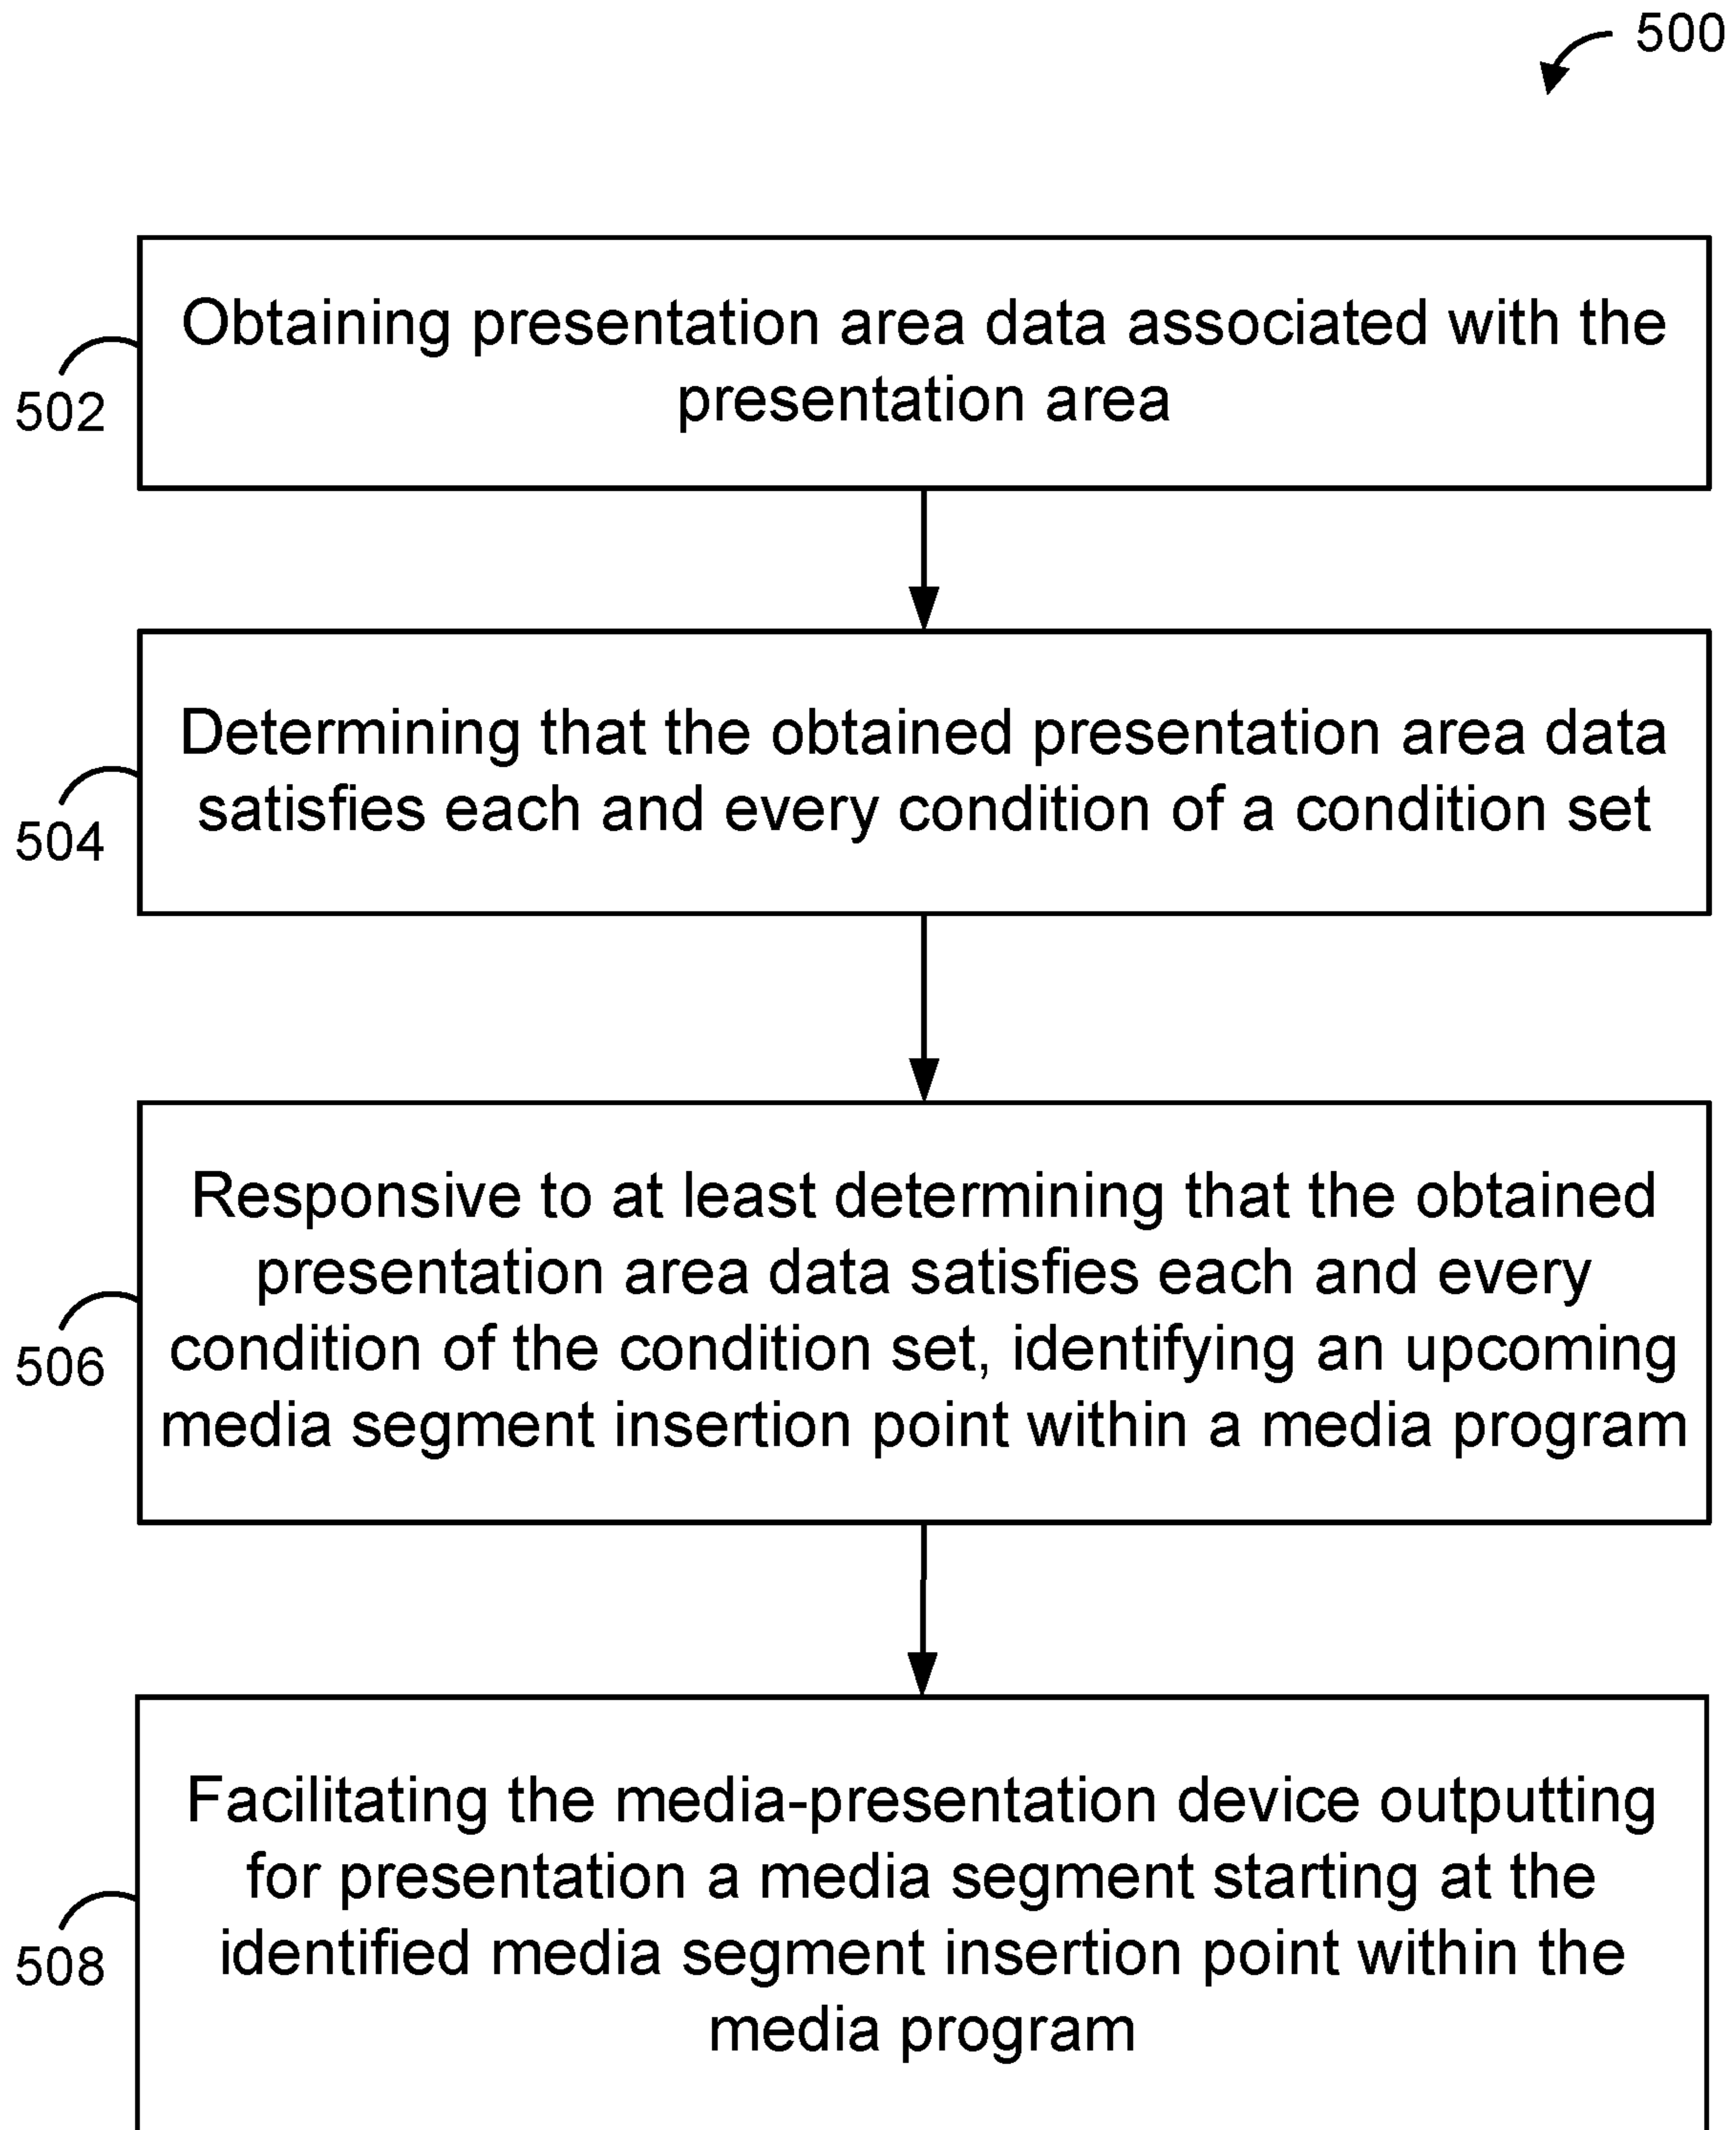 500
Obtaining presentation area data associated with the
presentation area
502
Determining that the obtained presentation area data
satisfies each and every condition of a condition set
504
Responsive to at least determining that the obtained
presentation area data satisfies each and every
condition of the condition set, identifying an upcoming
media segment insertion point within a media program
506
Facilitating the media-presentation device outputting
for presentation a media segment starting at the
identified media segment insertion point within the
media program
508